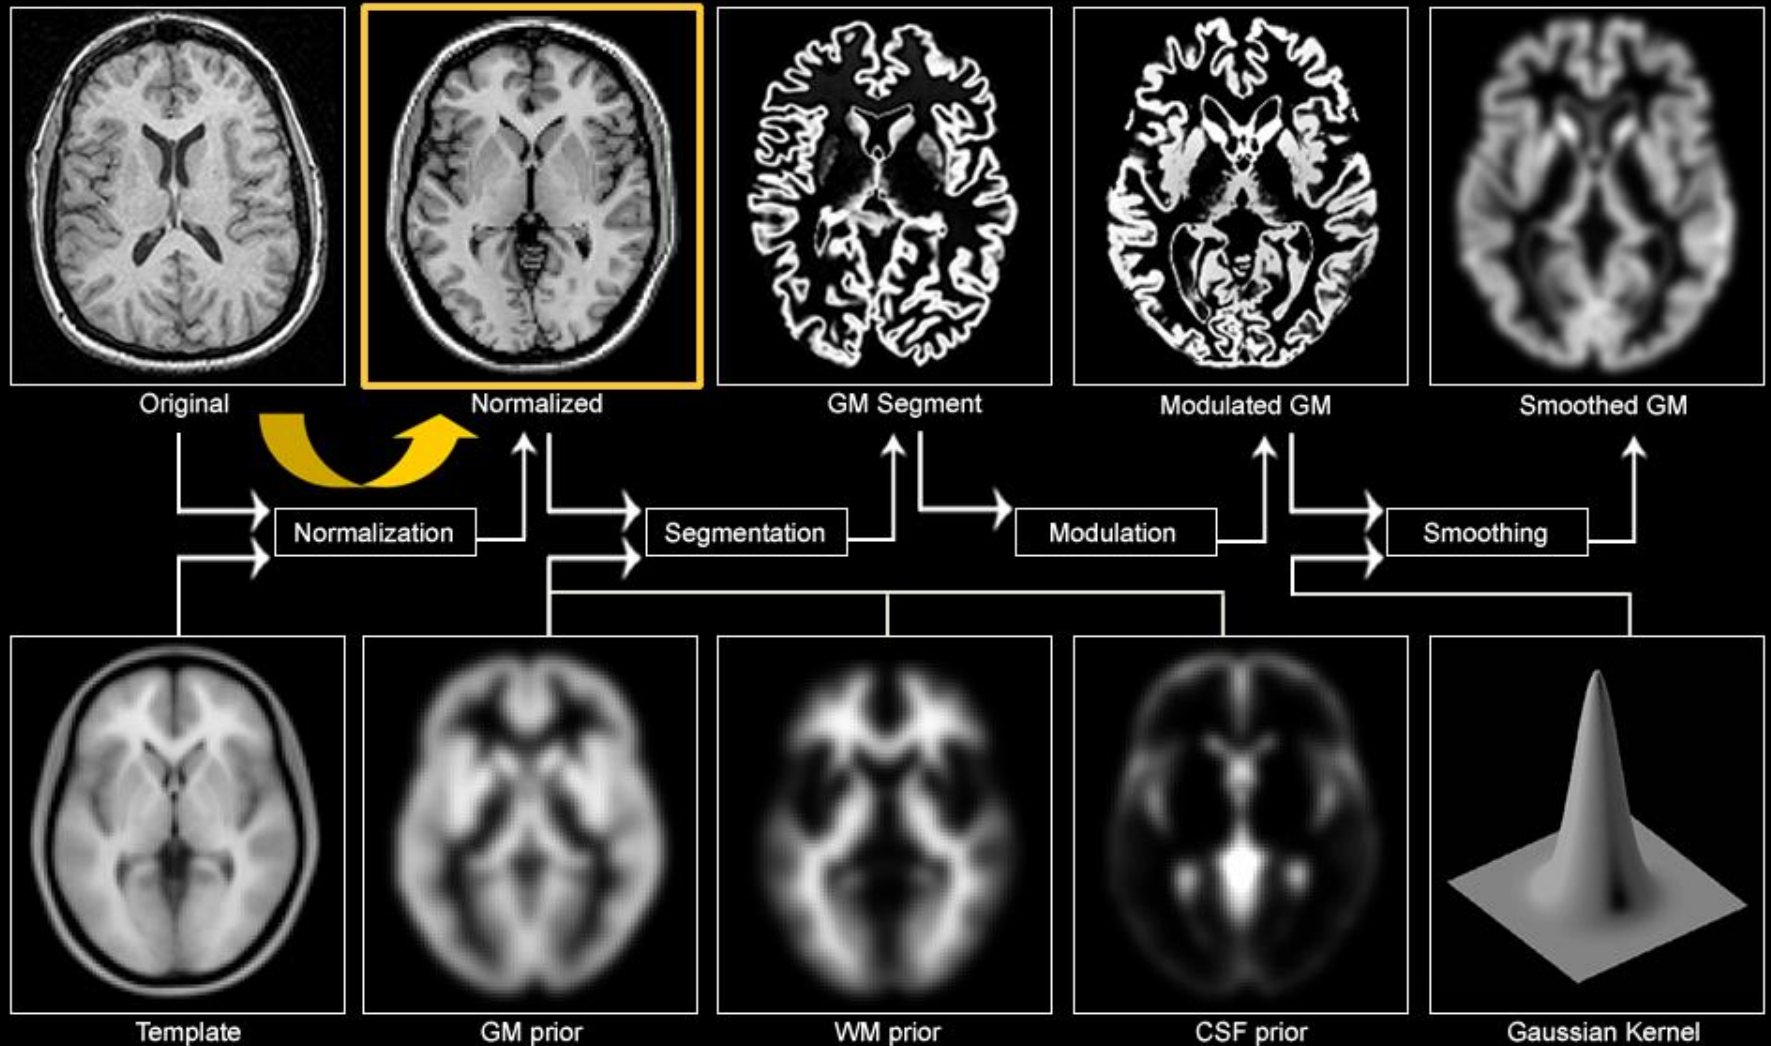 Original
Normalized
GM Segment
Modulated GM
Smoothed GM
Normalization
Segmentation
Modulation
Smoothing
Template
GM prior
WM prior
CSF prior
Gaussian Kernel